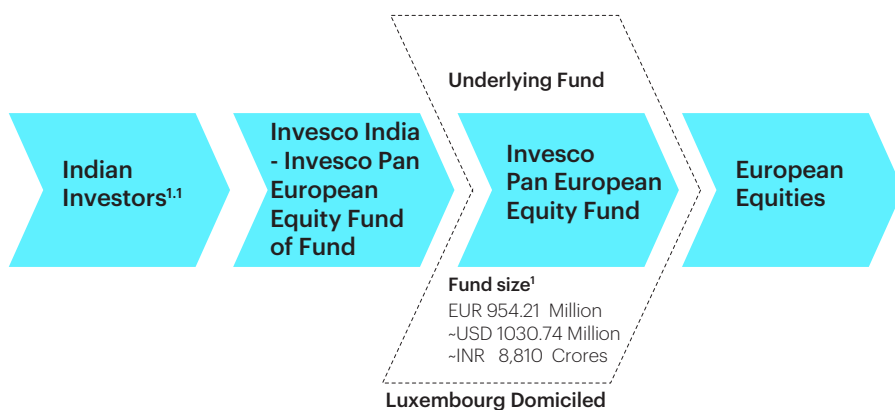 Underlying Fund
Indian
Investors1.1
Invesco India
- Invesco Pan
European
Equity Fund
of Fund
Invesco
Pan European
Equity Fund
European
Equities
Fund size1
EUR 954.21 Million
~USD 1030.74 Million
~INR 8,810 Crores
Luxembourg Domiciled